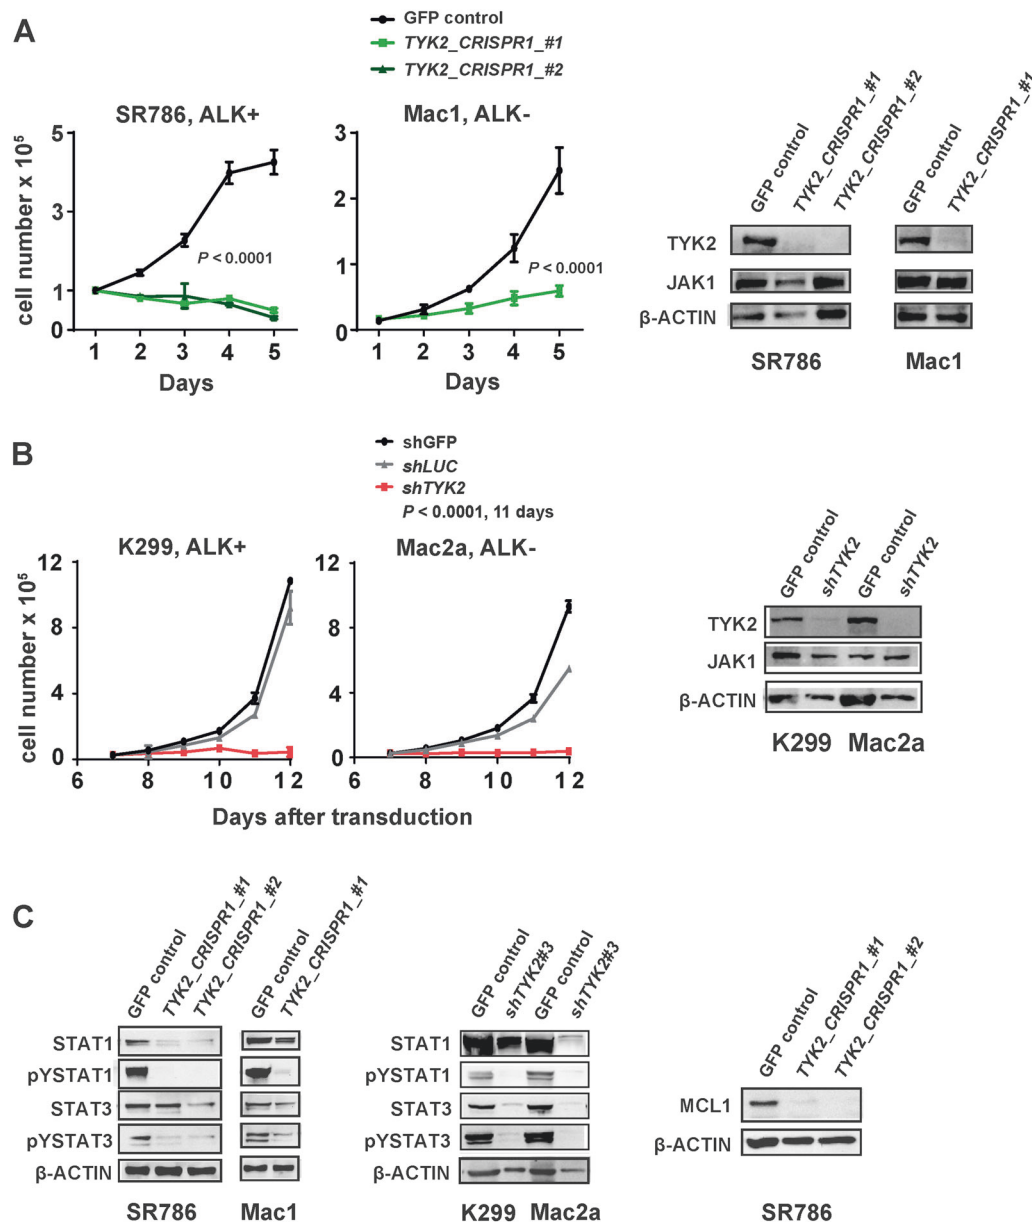 A
GFP control
TYK2_CRISPR1_#1
TYK2_CRISPR1_#2
SR786, ALK+
Mac1, ALK-
cell number x 10⁵
5
3
1
0
P < 0.0001
1 2 3 4 5
Days
3
2
1
0
P < 0.0001
1 2 3 4 5
Days
GFP control
TYK2_CRISPR1_#1
TYK2_CRISPR1_#2
GFP control
TYK2_CRISPR1_#1
TYK2
JAK1
β-ACTIN
SR786
Mac1
B
shGFP
shLUC
shTYK2
P < 0.0001, 11 days
K299, ALK+
Mac2a, ALK-
cell number x 10⁵
12
8
4
0
6 8 10 12
12
8
4
0
6 8 10 12
Days after transduction
GFP control
shTYK2
GFP control
shTYK2
TYK2
JAK1
β-ACTIN
K299 Mac2a
C
GFP control
TYK2_CRISPR1_#1
TYK2_CRISPR1_#2
GFP control
TYK2_CRISPR1_#1
STAT1
pYSTAT1
STAT3
pYSTAT3
β-ACTIN
SR786
Mac1
GFP control
shTYK2#3
GFP control
shTYK2#3
STAT1
pYSTAT1
STAT3
pYSTAT3
β-ACTIN
K299 Mac2a
GFP control
TYK2_CRISPR1_#1
TYK2_CRISPR1_#2
MCL1
β-ACTIN
SR786